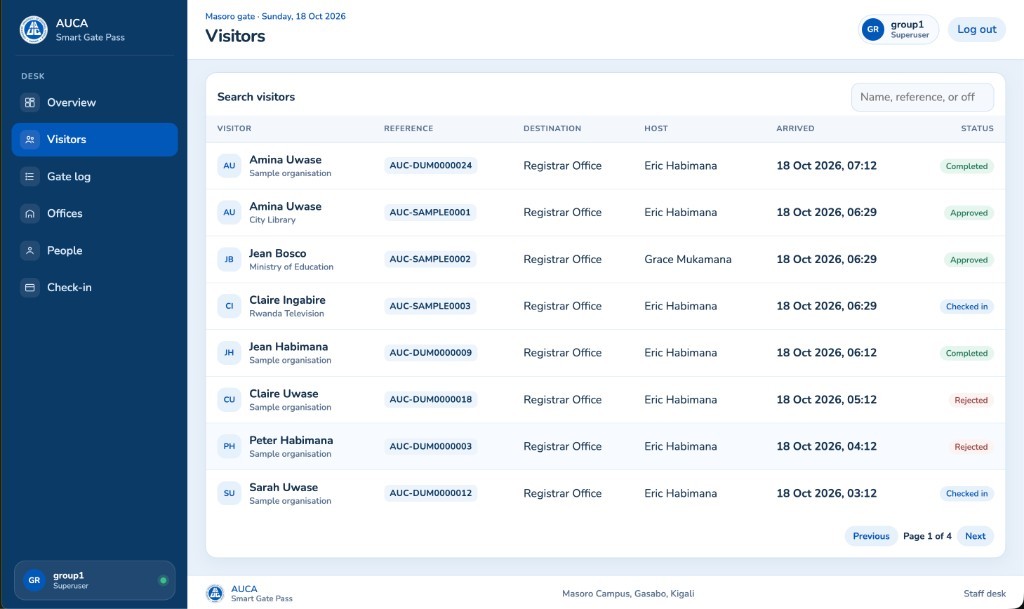 AUCA
Smart Gate Pass
DESK
Overview
Visitors
Gate log
Offices
People
Check-in
GR
group1
Superuser
Masoro gate · Sunday, 18 Oct 2026
Visitors
GR
group1
Superuser
Log out
Search visitors
Name, reference, or off
VISITOR REFERENCE DESTINATION HOST ARRIVED STATUS
AU Amina Uwase AUC-DUM0000024 Registrar Office Eric Habimana 18 Oct 2026, 07:12 Completed
Sample organisation
AU Amina Uwase AUC-SAMPLE0001 Registrar Office Eric Habimana 18 Oct 2026, 06:29 Approved
City Library
JB Jean Bosco AUC-SAMPLE0002 Registrar Office Grace Mukamana 18 Oct 2026, 06:29 Approved
Ministry of Education
CI Claire Ingabire AUC-SAMPLE0003 Registrar Office Eric Habimana 18 Oct 2026, 06:29 Checked in
Rwanda Television
JH Jean Habimana AUC-DUM0000009 Registrar Office Eric Habimana 18 Oct 2026, 06:12 Completed
Sample organisation
CU Claire Uwase AUC-DUM0000018 Registrar Office Eric Habimana 18 Oct 2026, 05:12 Rejected
Sample organisation
PH Peter Habimana AUC-DUM0000003 Registrar Office Eric Habimana 18 Oct 2026, 04:12 Rejected
Sample organisation
SU Sarah Uwase AUC-DUM0000012 Registrar Office Eric Habimana 18 Oct 2026, 03:12 Checked in
Sample organisation
Previous Page 1 of 4 Next
AUCA
Smart Gate Pass
Masoro Campus, Gasabo, Kigali
Staff desk